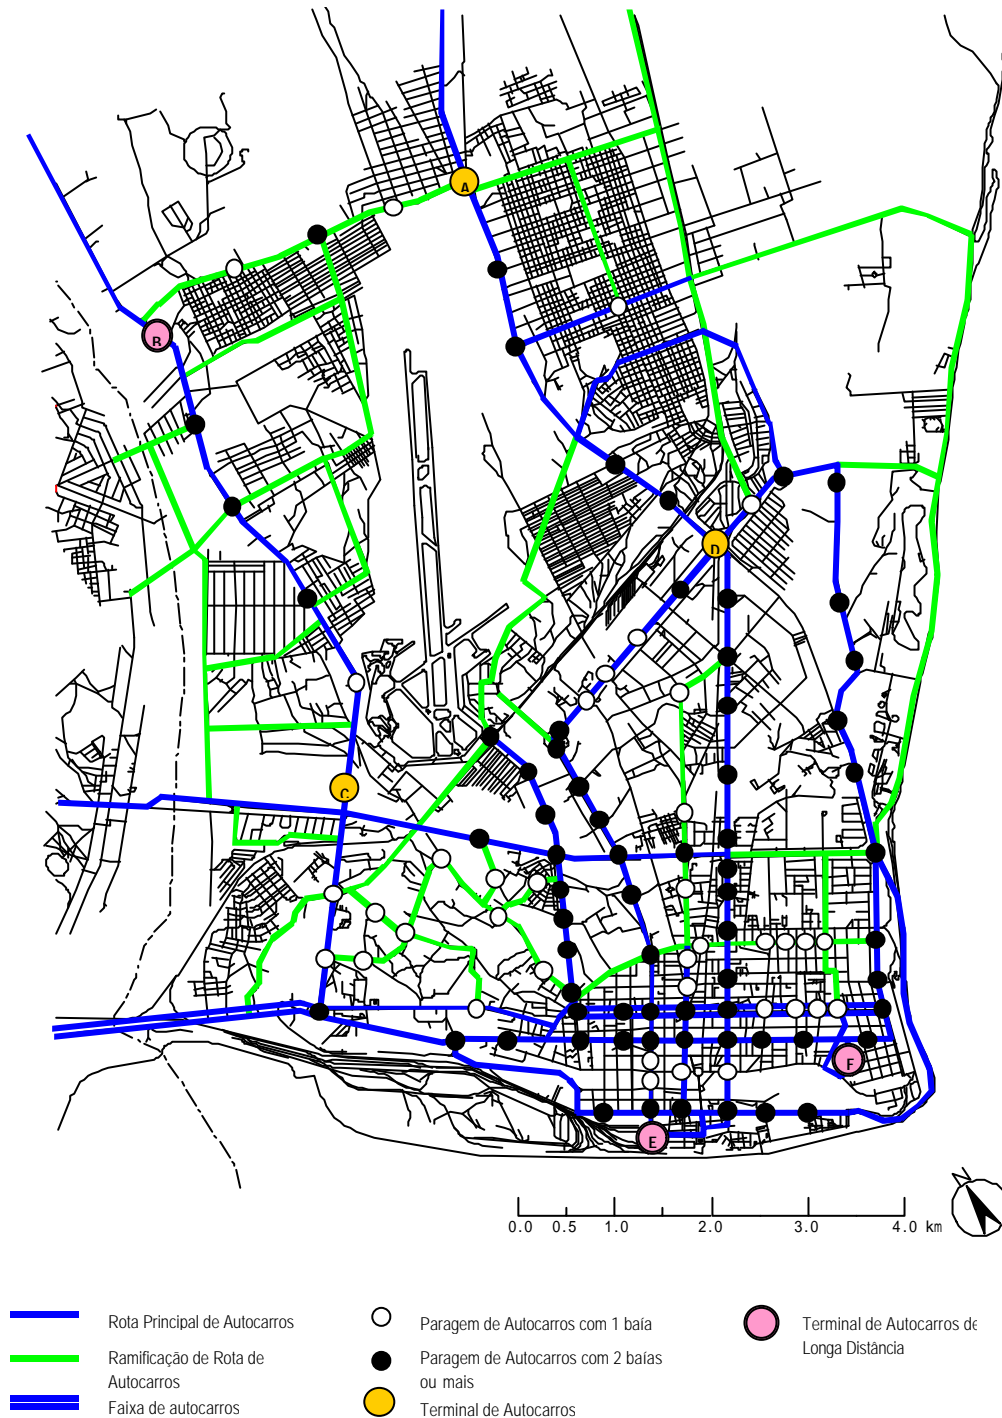 A
B
D
C
F
E
N
0.0 0.5 1.0 2.0 3.0 4.0 km
Rota Principal de Autocarros
Paragem de Autocarros com 1 baía
Terminal de Autocarros de
Longa Distância
Ramificação de Rota de
Autocarros
Paragem de Autocarros com 2 baías
ou mais
Faixa de autocarros
Terminal de Autocarros